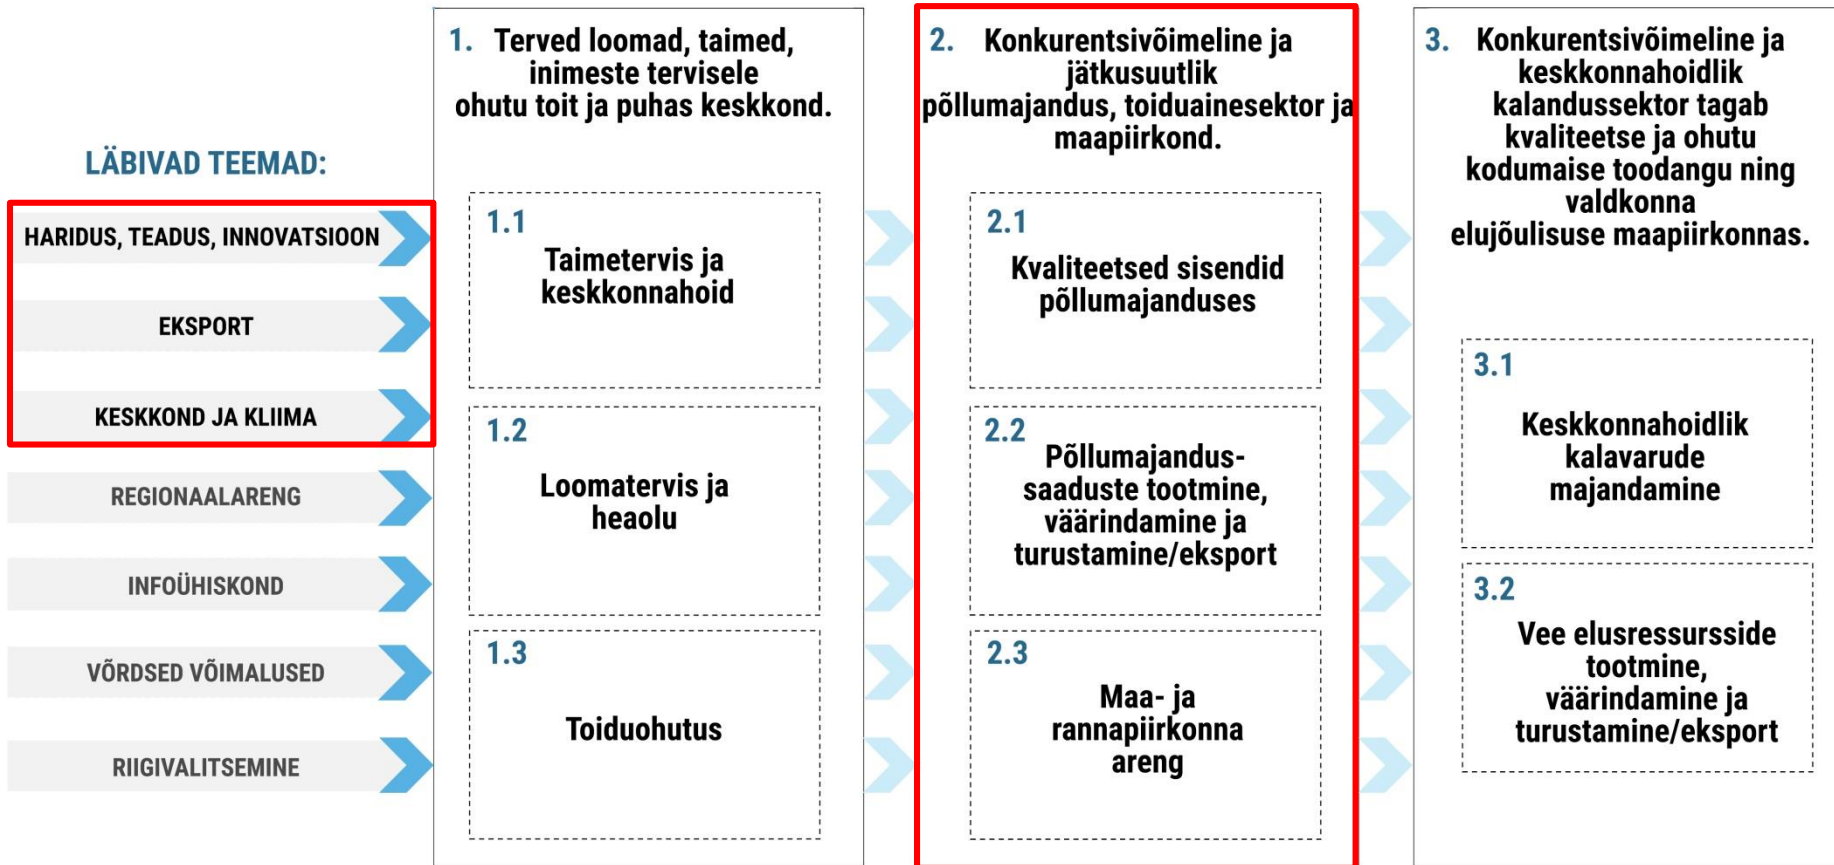 LÄBIVAD TEEMAD:
HARIDUS, TEADUS, INNOVATSIOON
EKSPORT
KESKKOND JA KLIIMA
REGIONAALARENG
INFOÜHISKOND
VÕRDSED VÕIMALUSED
RIIGIVALITSEMINE
1. Terved loomad, taimed,
inimeste tervisele
ohutu toit ja puhas keskkond.
1.1
Taimetervis ja
keskkonnahoid
1.2
Loomatervis ja
heaolu
1.3
Toiduohutus
2. Konkurentsivõimeline ja
jätkusuutlik
põllumajandus, toiduainesektor ja
maapiirkond.
2.1
Kvaliteetsed sisendid
põllumajanduses
2.2
Põllumajandus-
saaduste tootmine,
väärindamine ja
turustamine/eksport
2.3
Maa- ja
rannapiirkonna
areng
3. Konkurentsivõimeline ja
keskkonnahoidlik
kalandussektor tagab
kvaliteetse ja ohutu
kodumaise toodangu ning
valdkonna
elujõulisuse maapiirkonnas.
3.1
Keskkonnahoidlik
kalavarude
majandamine
3.2
Vee elusressursside
tootmine,
väärindamine ja
turustamine/eksport